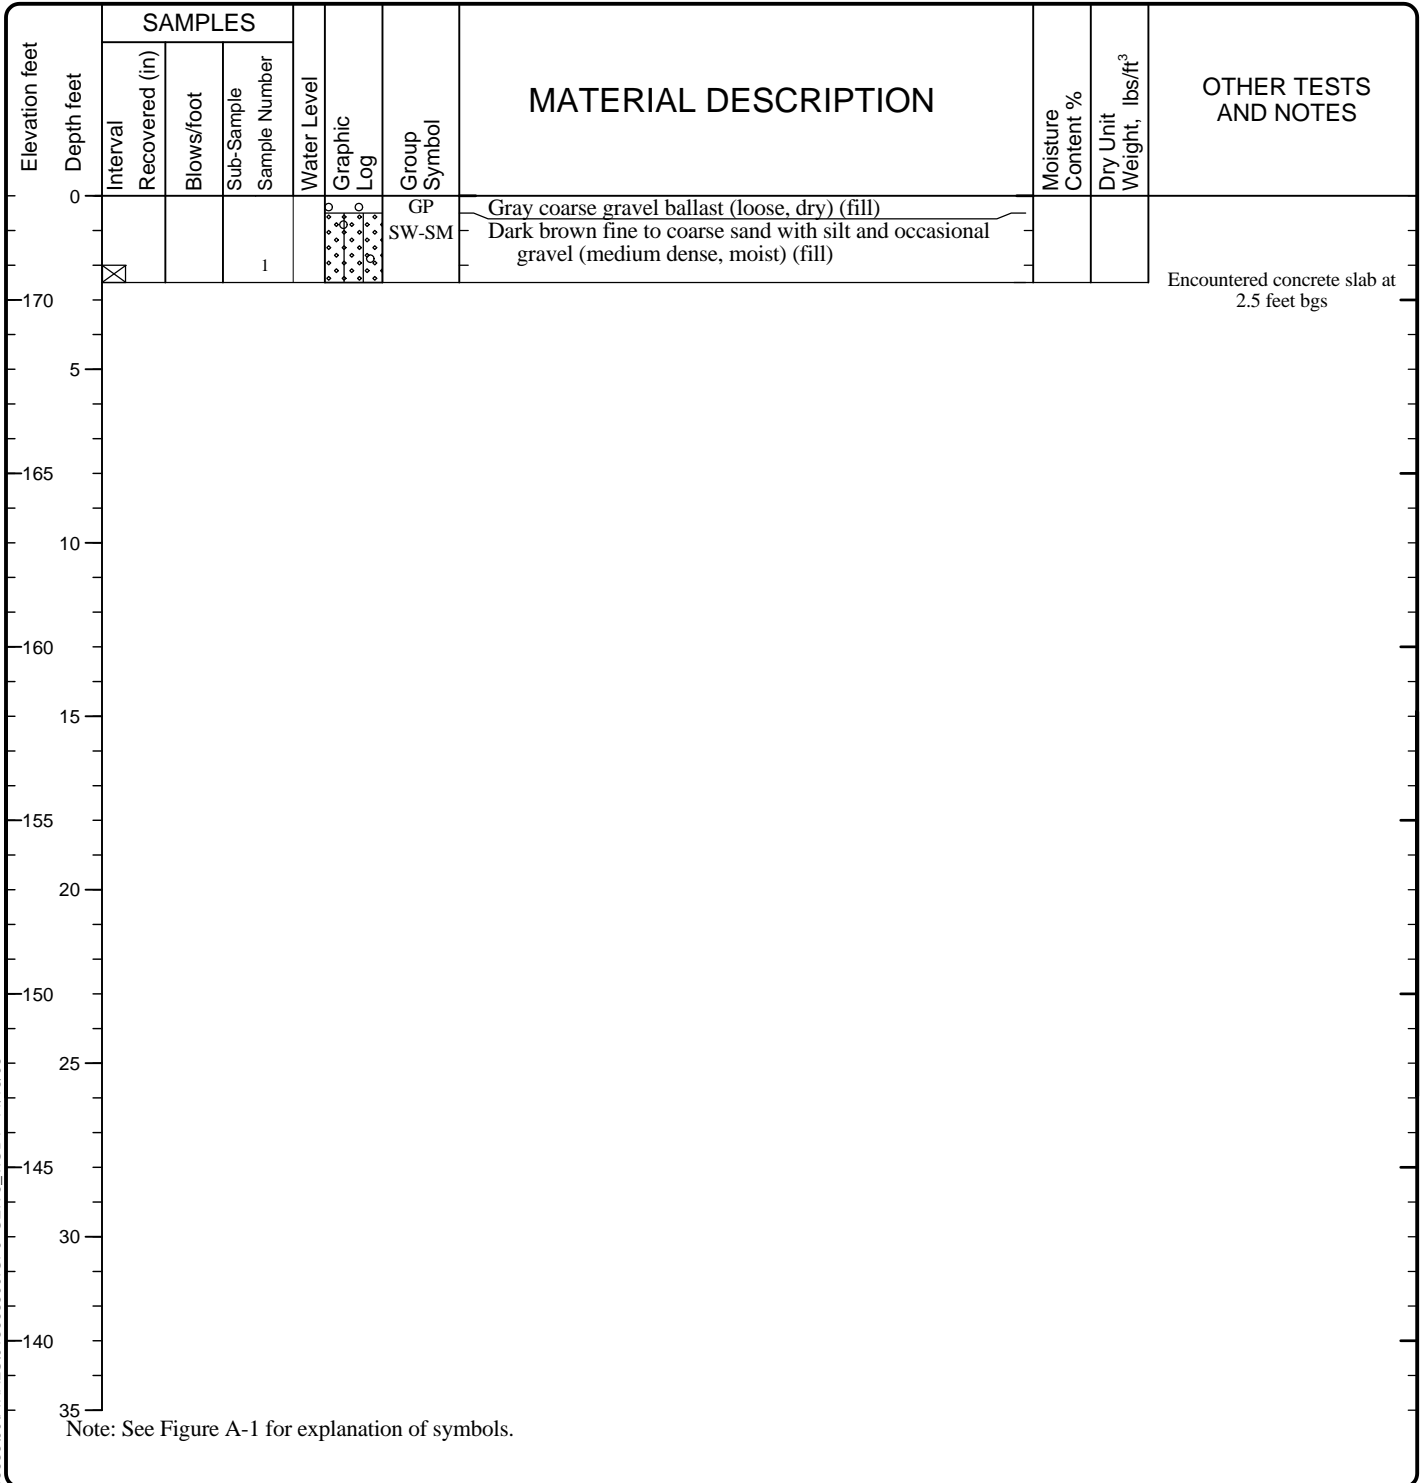 SAMPLES
Elevation feet
Depth feet
Interval
Recovered (in)
Blows/foot
Sub-Sample
Sample Number
Water Level
Graphic
Log
Group
Symbol
MATERIAL DESCRIPTION
Moisture
Content %
Dry Unit
Weight, lbs/ft³
OTHER TESTS
AND NOTES
0
GP
Gray coarse gravel ballast (loose, dry) (fill)
SW-SM
Dark brown fine to coarse sand with silt and occasional
gravel (medium dense, moist) (fill)
1
Encountered concrete slab at
2.5 feet bgs
170
5
165
10
160
15
155
20
150
25
145
30
140
35
Note: See Figure A-1 for explanation of symbols.